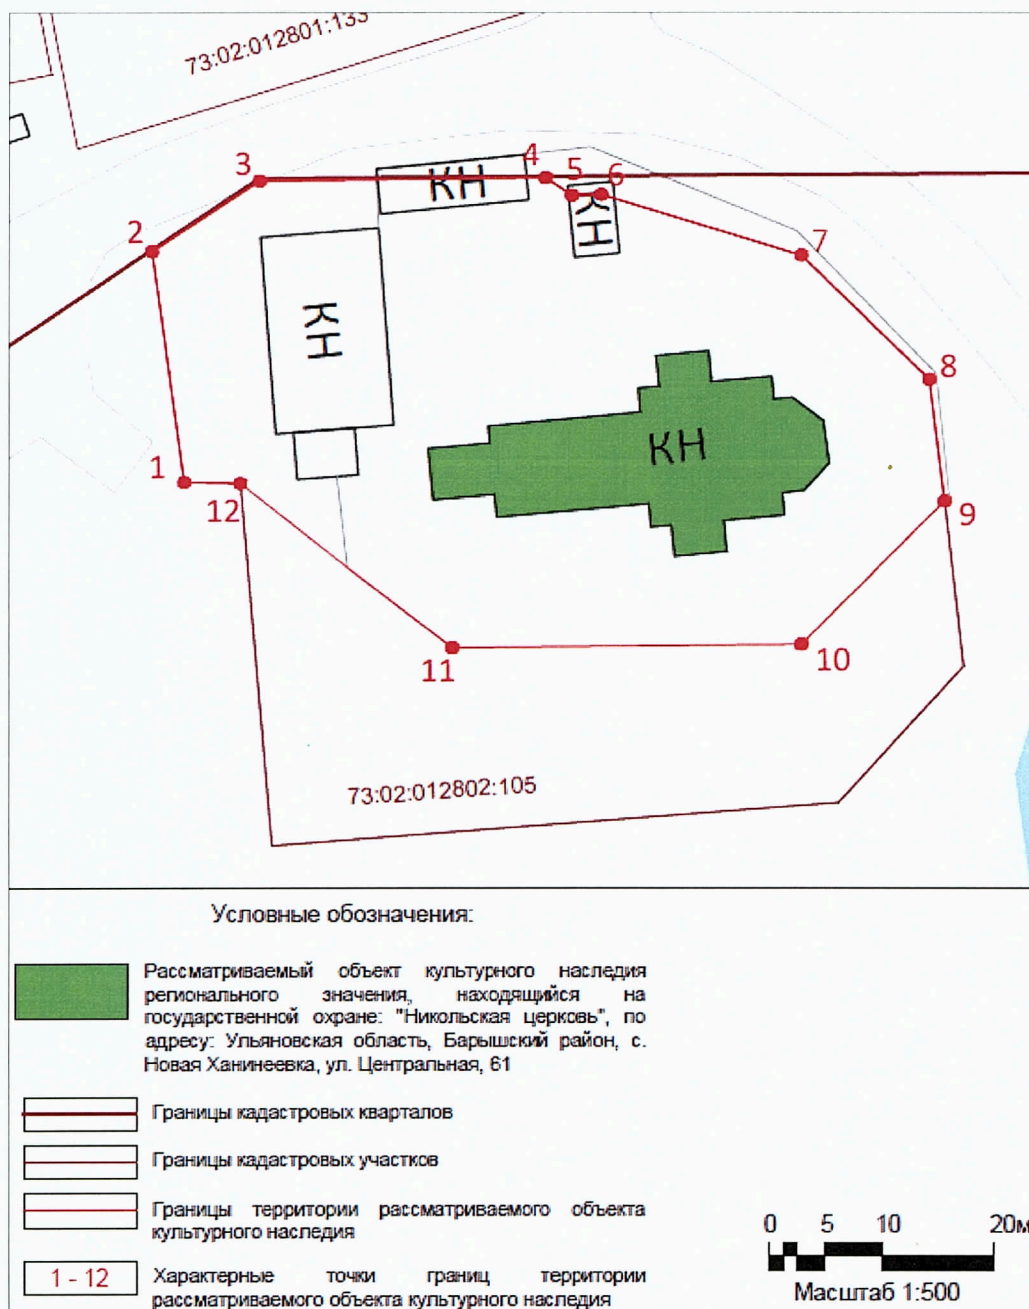 73:02:012801:133
3
4
КН
5
6
КН
2
7
КН
8
КН
1
12
9
11
10
73:02:012802:105
Условные обозначения:
Рассматриваемый объект культурного наследия
регионального значения, находящийся на
государственной охране: "Никольская церковь", по
адресу: Ульяновская область, Барышский район, с.
Новая Ханинеевка, ул. Центральная, 61
Границы кадастровых кварталов
Границы кадастровых участков
Границы территории рассматриваемого объекта
культурного наследия
1 - 12
Характерные точки границ территории
рассматриваемого объекта культурного наследия
0 5 10 20м
Масштаб 1:500